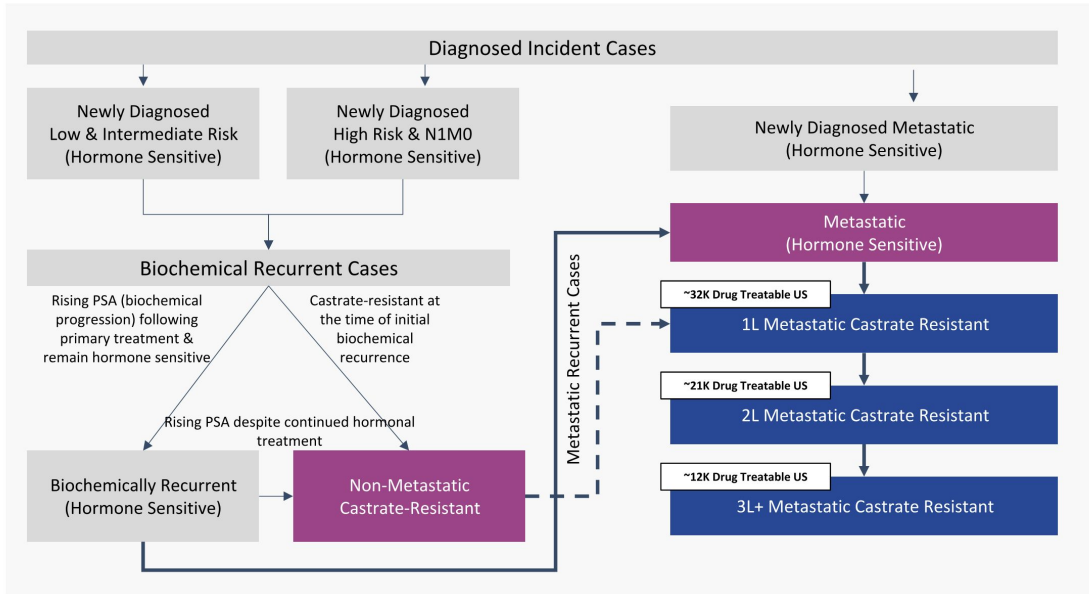 Diagnosed Incident Cases
Newly Diagnosed
Low & Intermediate Risk
(Hormone Sensitive)
Newly Diagnosed
High Risk & N1M0
(Hormone Sensitive)
Newly Diagnosed Metastatic
(Hormone Sensitive)
Metastatic
(Hormone Sensitive)
Biochemical Recurrent Cases
Rising PSA (biochemical
progression) following
primary treatment &
remain hormone sensitive
Castrate-resistant at
the time of initial
biochemical
recurrence
Rising PSA despite continued hormonal
treatment
Biochemically Recurrent
(Hormone Sensitive)
Non-Metastatic
Castrate-Resistant
Metastatic Recurrent Cases
~32K Drug Treatable US
1L Metastatic Castrate Resistant
~21K Drug Treatable US
2L Metastatic Castrate Resistant
~12K Drug Treatable US
3L+ Metastatic Castrate Resistant